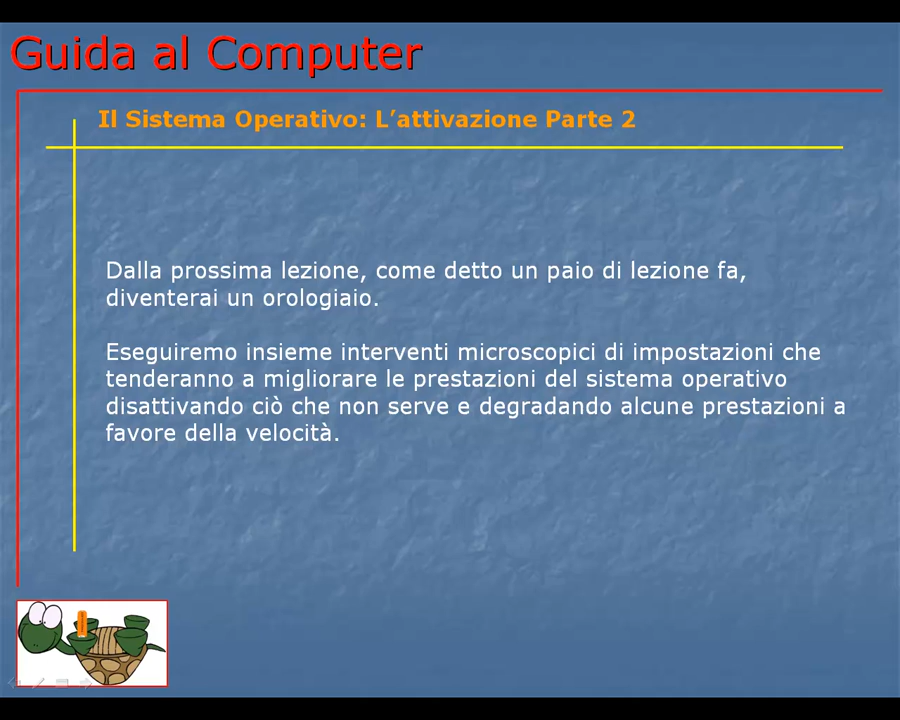 Guida al Computer
Il Sistema Operativo: L’attivazione Parte 2
Dalla prossima lezione, come detto un paio di lezione fa,
diventerai un orologiaio.
Eseguiremo insieme interventi microscopici di impostazioni che
tenderanno a migliorare le prestazioni del sistema operativo
disattivando ciò che non serve e degradando alcune prestazioni a
favore della velocità.